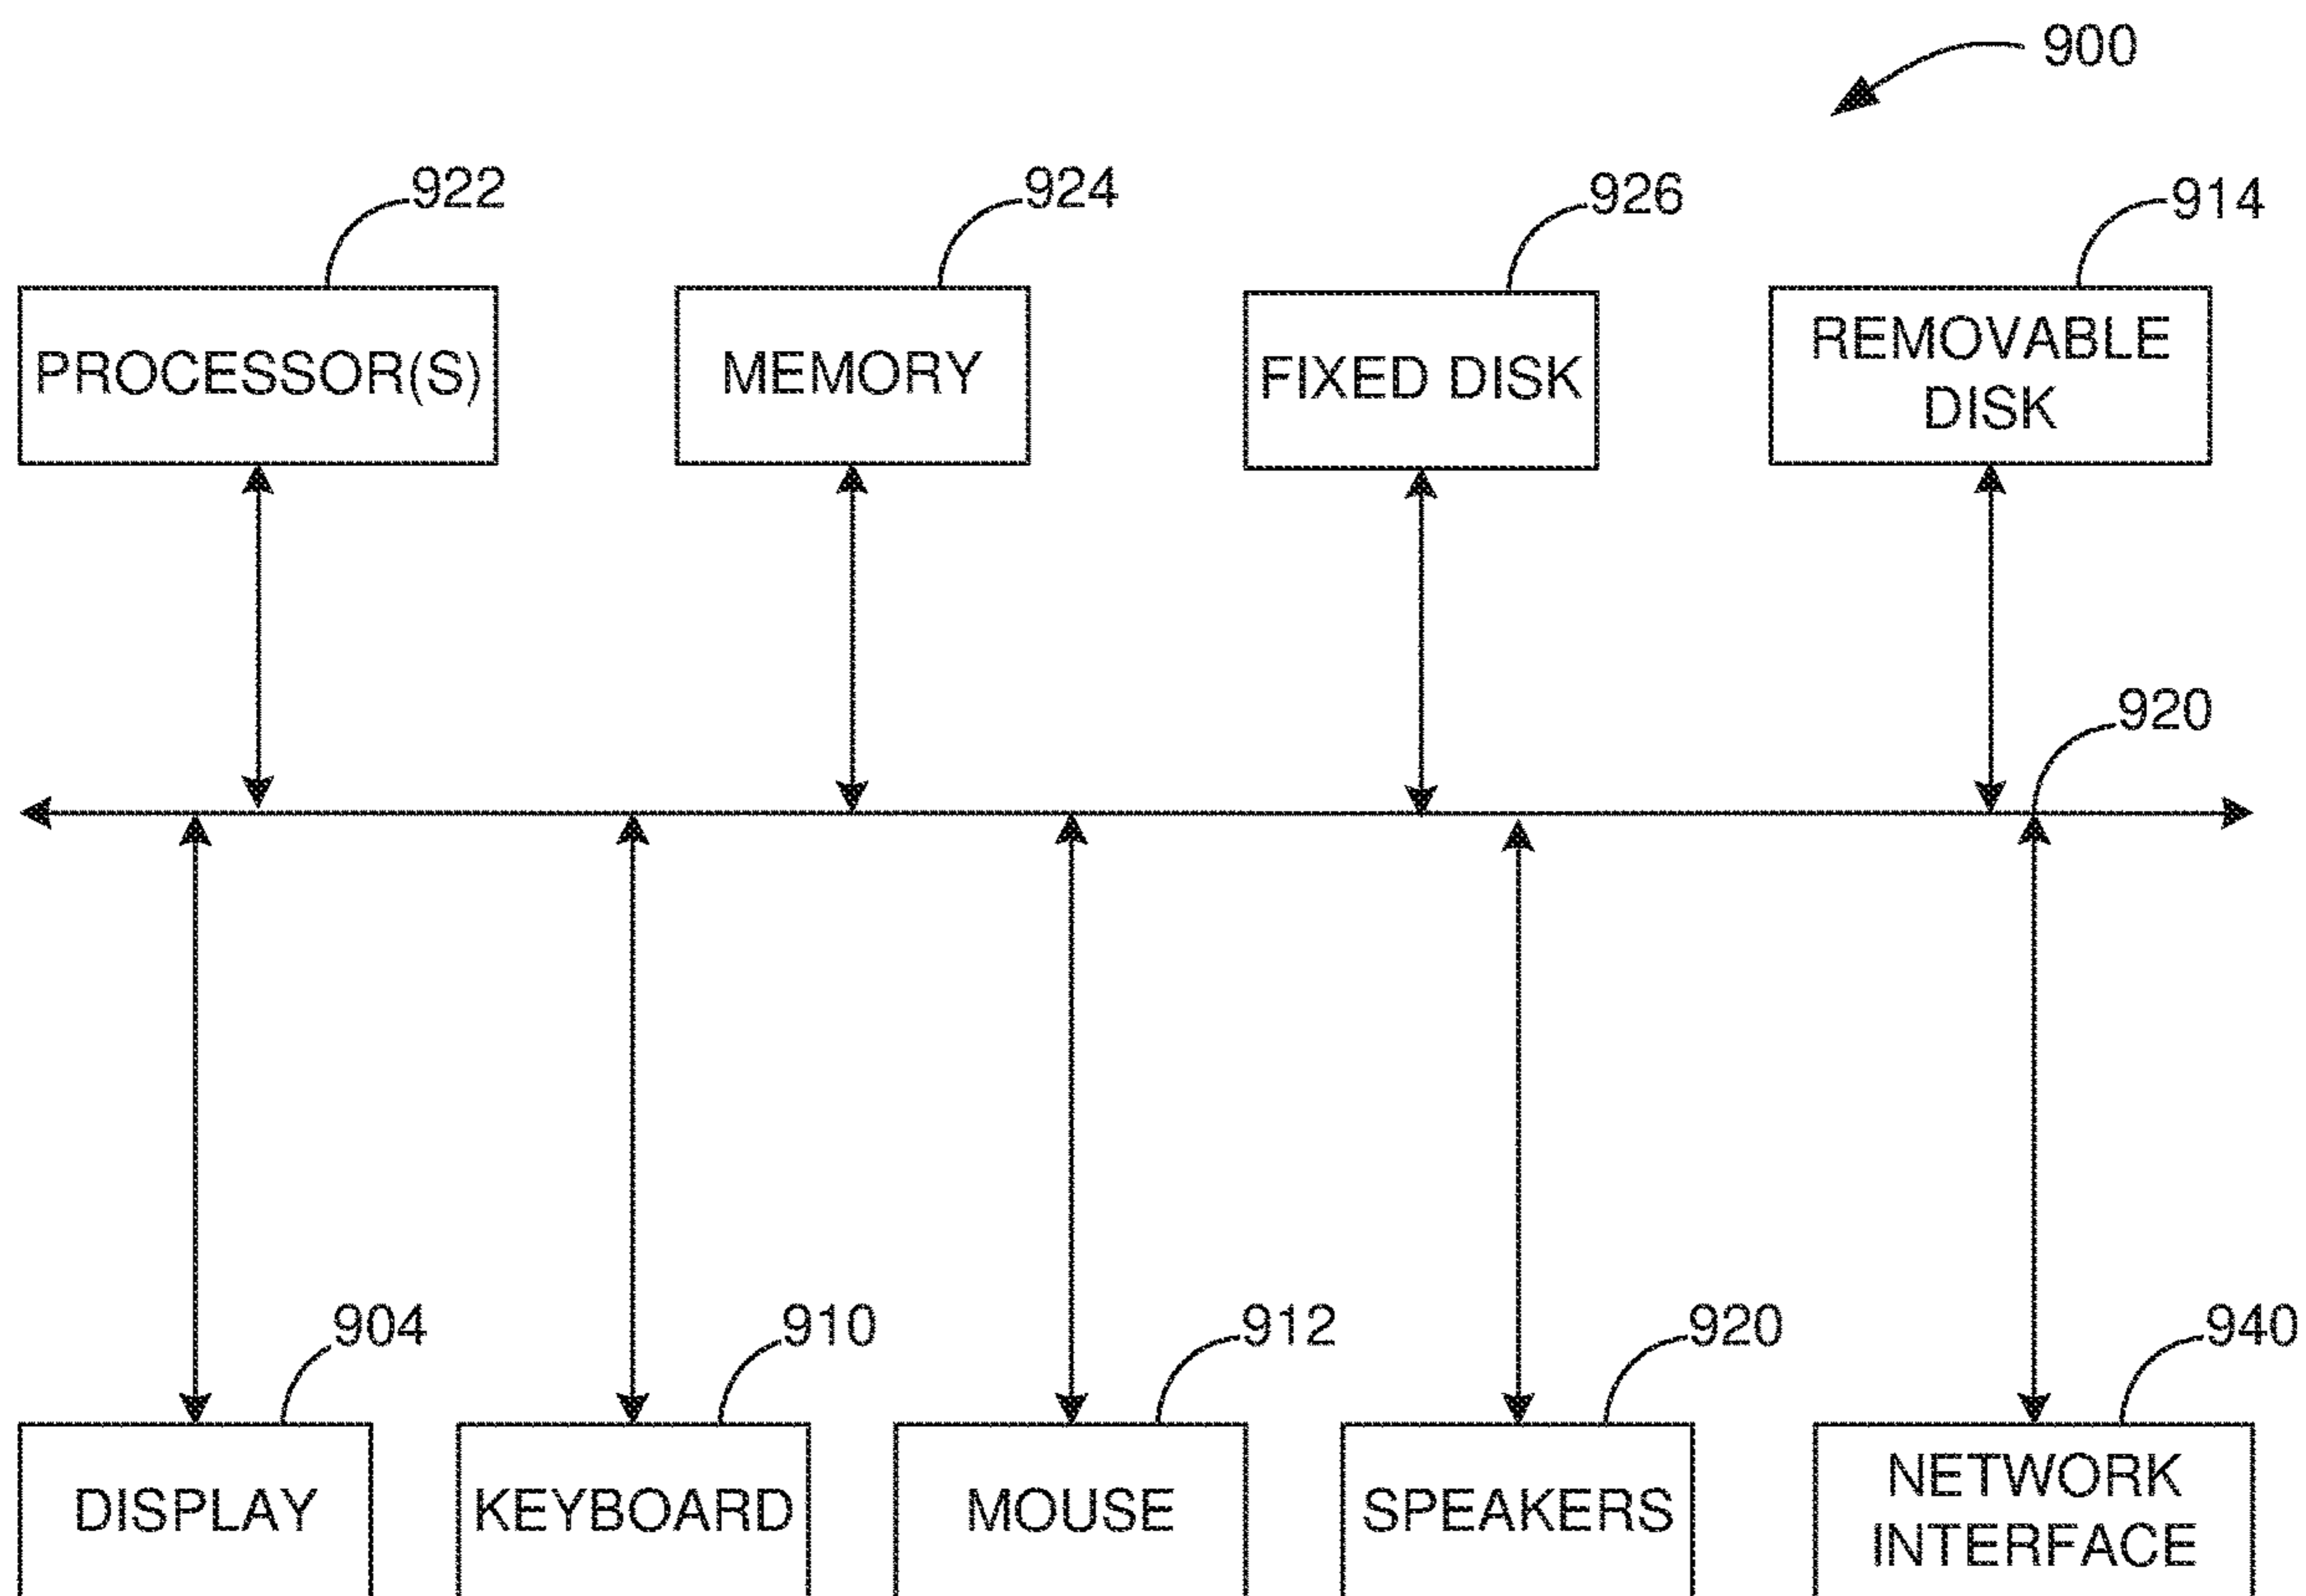 900
922
924
926
914
PROCESSOR(S)
MEMORY
FIXED DISK
REMOVABLE
DISK
920
904
910
912
920
940
DISPLAY
KEYBOARD
MOUSE
SPEAKERS
NETWORK
INTERFACE